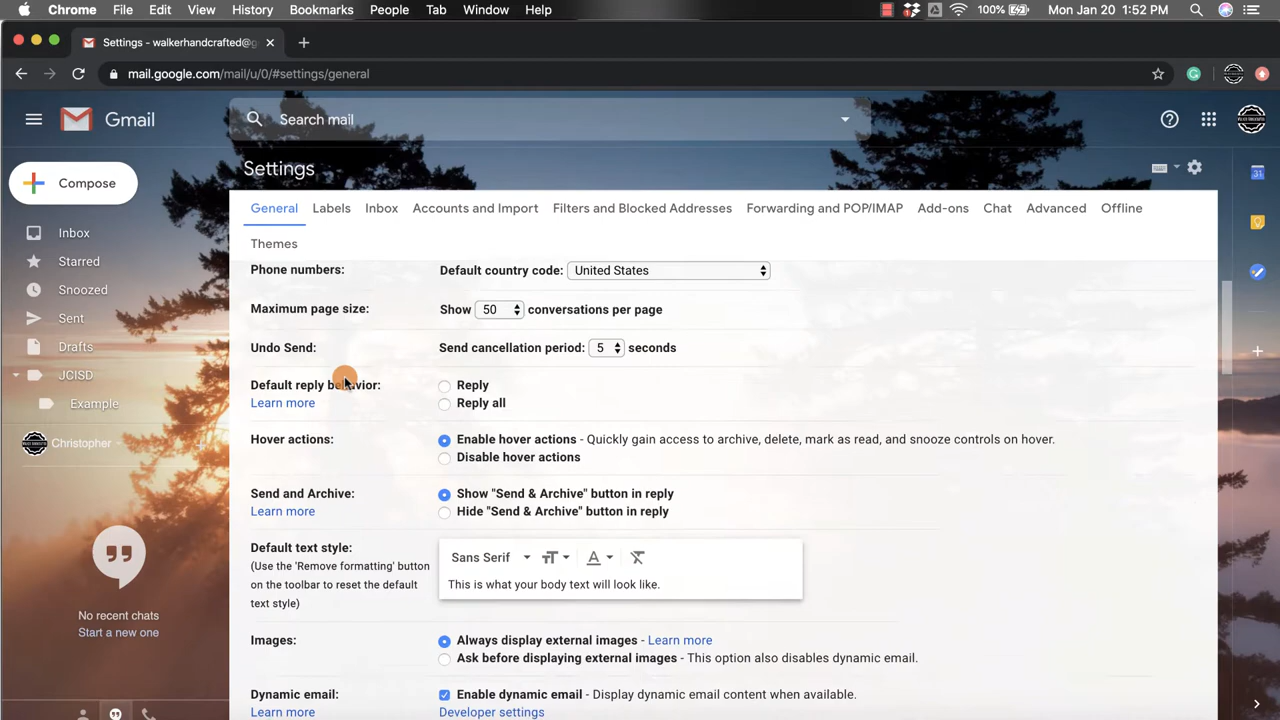 Chrome File Edit View History Bookmarks People Tab Window Help 100% Mon Jan 20 1:52 PM
Settings - walkerhandcrafted@g
mail.google.com/mail/u/0/#settings/general
Gmail
Search mail
Settings
Compose
General Labels Inbox Accounts and Import Filters and Blocked Addresses Forwarding and POP/IMAP Add-ons Chat Advanced Offline
Themes
Inbox
Starred
Snoozed
Sent
Drafts
JCISD
Example
Christopher
No recent chats
Start a new one
Phone numbers: Default country code: United States
Maximum page size: Show 50 conversations per page
Undo Send: Send cancellation period: 5 seconds
Default reply behavior: Reply
Learn more Reply all
Hover actions: Enable hover actions - Quickly gain access to archive, delete, mark as read, and snooze controls on hover.
Disable hover actions
Send and Archive: Show "Send & Archive" button in reply
Learn more Hide "Send & Archive" button in reply
Default text style: Sans Serif
(Use the 'Remove formatting' button
on the toolbar to reset the default
text style)
This is what your body text will look like.
Images: Always display external images - Learn more
Ask before displaying external images - This option also disables dynamic email.
Dynamic email: Enable dynamic email - Display dynamic email content when available.
Learn more Developer settings
31